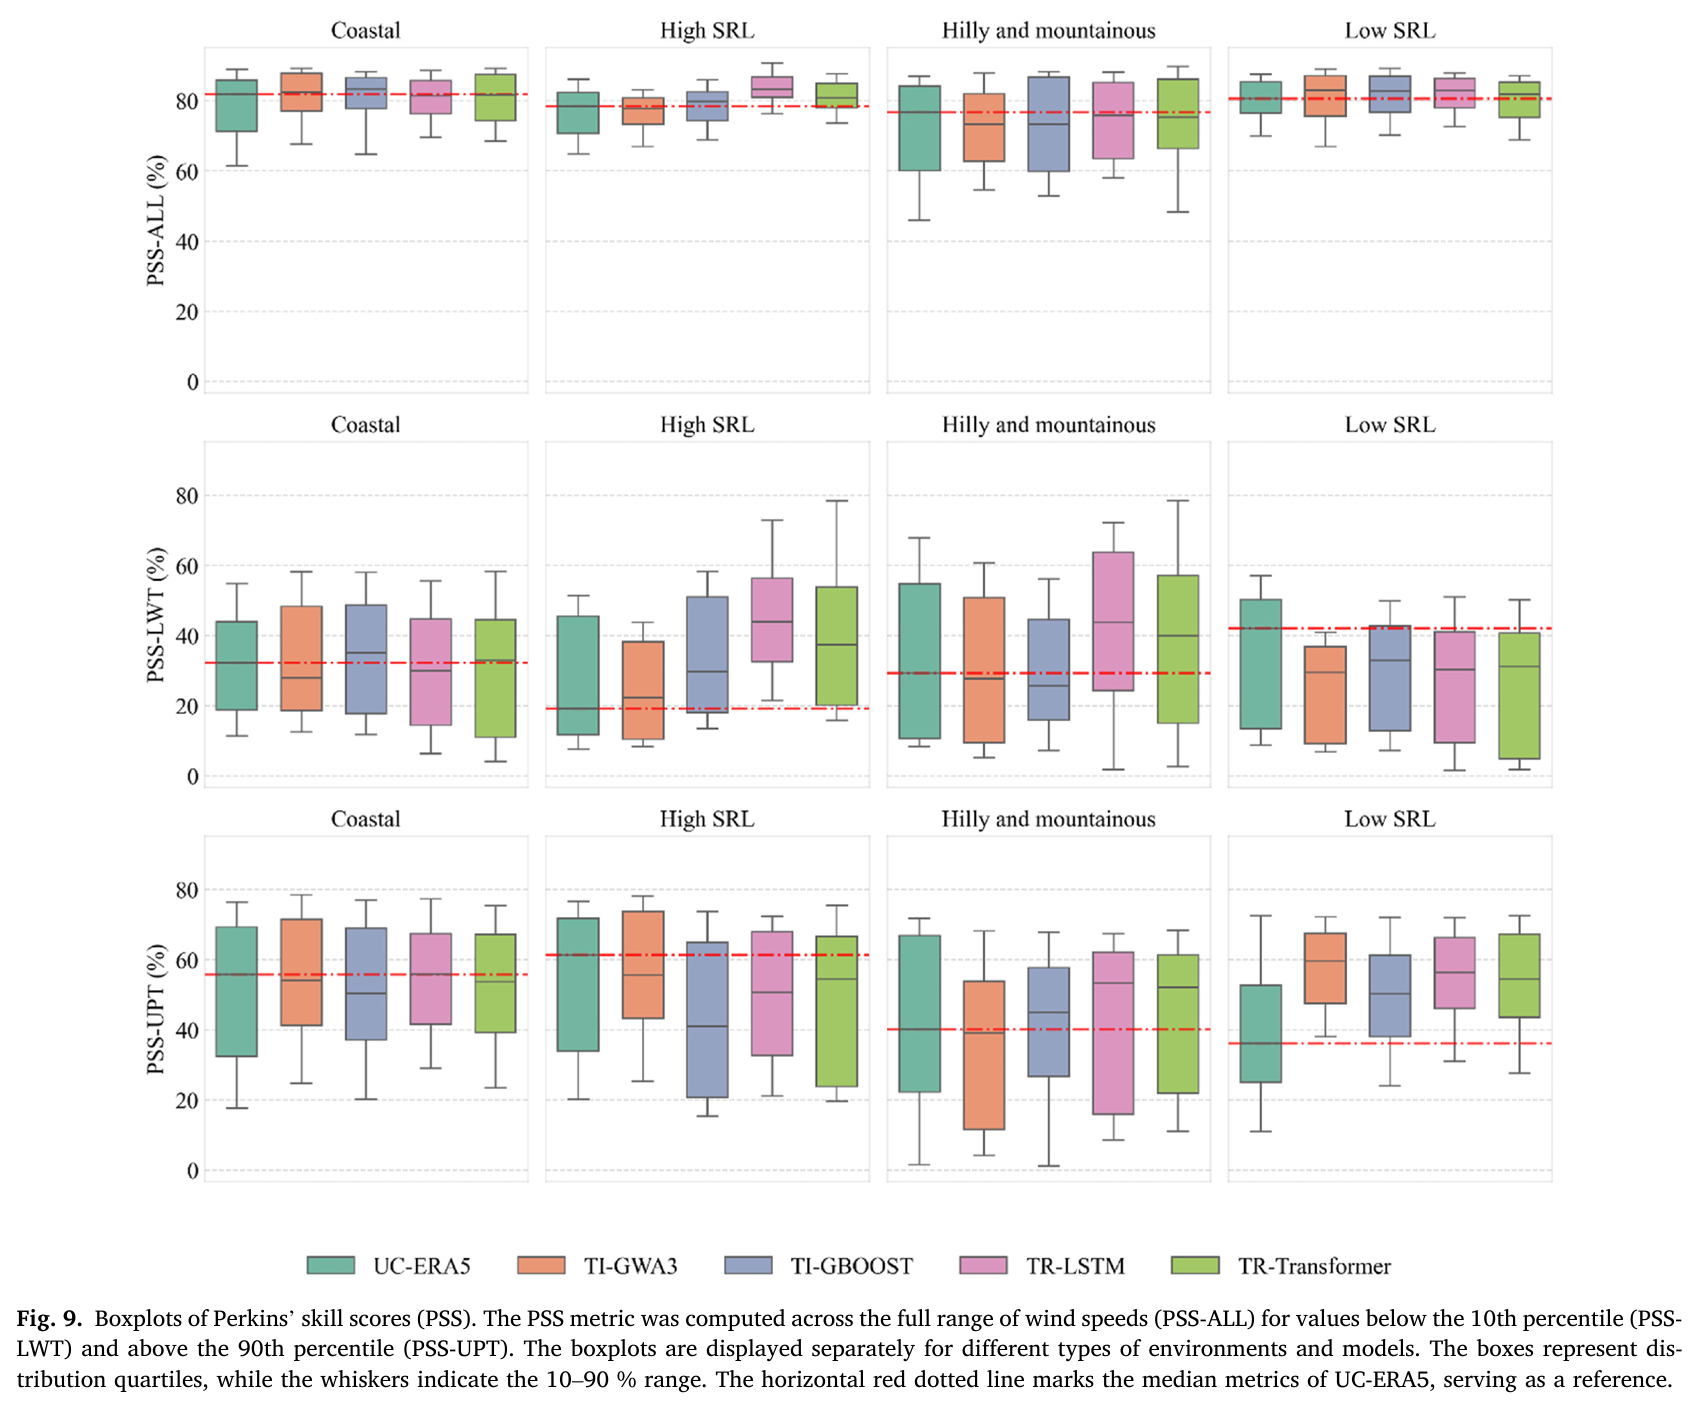 Coastal High SRL Hilly and mountainous Low SRL
PSS-ALL (%)
80
60
40
20
0
Coastal High SRL Hilly and mountainous Low SRL
PSS-LWT (%)
80
60
40
20
0
Coastal High SRL Hilly and mountainous Low SRL
PSS-UPT (%)
80
60
40
20
0
UC-ERA5 TI-GWA3 TI-GBOOST TR-LSTM TR-Transformer
Fig. 9. Boxplots of Perkins’ skill scores (PSS). The PSS metric was computed across the full range of wind speeds (PSS-ALL) for values below the 10th percentile (PSS-
LWT) and above the 90th percentile (PSS-UPT). The boxplots are displayed separately for different types of environments and models. The boxes represent dis-
tribution quartiles, while the whiskers indicate the 10–90 % range. The horizontal red dotted line marks the median metrics of UC-ERA5, serving as a reference.